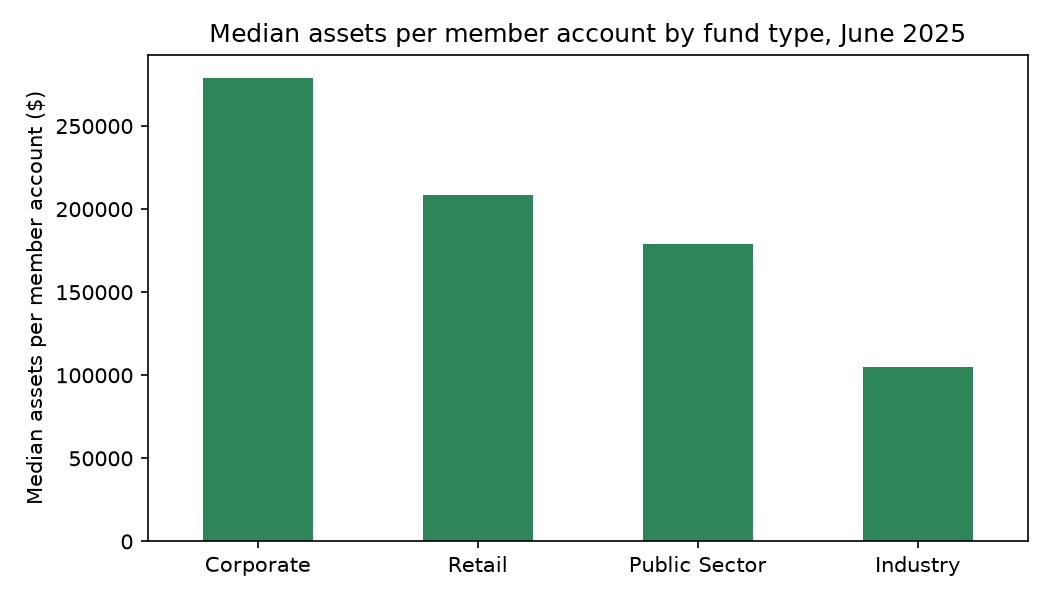 Median assets per member account by fund type, June 2025
Median assets per member account ($)
250000
200000
150000
100000
50000
0
Corporate
Retail
Public Sector
Industry